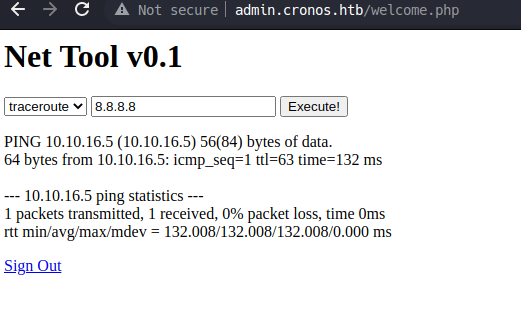 Not secure admin.cronos.htb/welcome.php
Net Tool v0.1
traceroute 8.8.8.8 Execute!
PING 10.10.16.5 (10.10.16.5) 56(84) bytes of data.
64 bytes from 10.10.16.5: icmp_seq=1 ttl=63 time=132 ms
--- 10.10.16.5 ping statistics ---
1 packets transmitted, 1 received, 0% packet loss, time 0ms
rtt min/avg/max/mdev = 132.008/132.008/132.008/0.000 ms
Sign Out